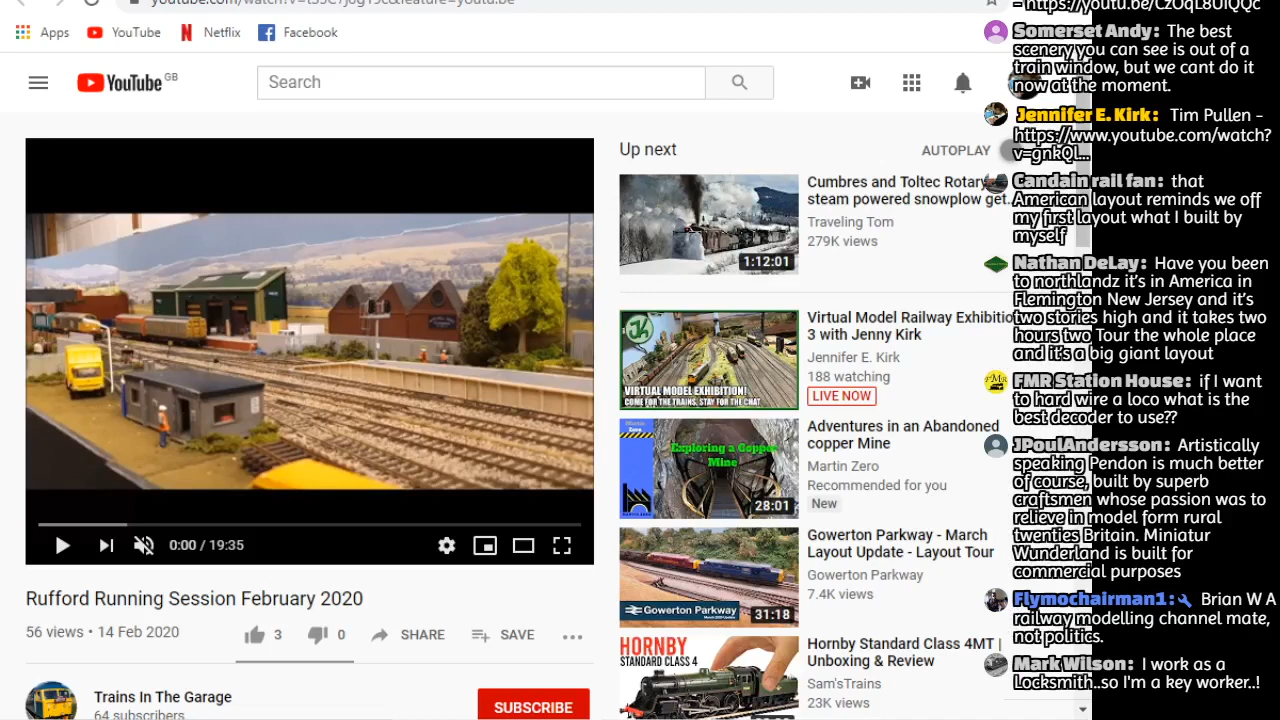 Apps
YouTube
Netflix
Facebook
YouTube GB
Search
Up next
AUTOPLAY
Cumbres and Toltec Rotary
steam powered snowplow get
Traveling Tom
279K views
1:12:01
Virtual Model Railway Exhibitio
3 with Jenny Kirk
Jennifer E. Kirk
188 watching
LIVE NOW
JK
VIRTUAL MODEL EXHIBITION!
COME FOR THE TRAINS, STAY FOR THE CHAT
Adventures in an Abandoned
copper Mine
Martin Zero
Recommended for you
New
Exploring a Copper
Mine
28:01
Gowerton Parkway - March
Layout Update - Layout Tour
Gowerton Parkway
7.4K views
Gowerton Parkway
31:18
Hornby Standard Class 4MT |
Unboxing & Review
Sam'sTrains
23K views
HORNBY
STANDARD CLASS 4
0:00 / 19:35
Rufford Running Session February 2020
56 views • 14 Feb 2020
3
0
SHARE
SAVE
Trains In The Garage
64 subscribers
SUBSCRIBE
Somerset Andy: The best
scenery you can see is out of a
train window, but we cant do it
now at the moment.
Jennifer E. Kirk: Tim Pullen -
https://www.youtube.com/watch?
v=gnkQl...
Candain rail fan: that
American layout reminds we off
my first layout what I built by
myself
Nathan DeLay: Have you been
to northlandz it's in America in
Flemington New Jersey and it's
two stories high and it takes two
hours two Tour the whole place
and it's a big giant layout
FMR Station House: if I want
to hard wire a loco what is the
best decoder to use??
JPoulAndersson: Artistically
speaking Pendon is much better
of course, built by superb
craftsmen whose passion was to
relieve in model form rural
twenties Britain. Miniatur
Wunderland is built for
commercial purposes
Flymochairman1: Brian W A
railway modelling channel mate,
not politics.
Mark Wilson: I work as a
Locksmith..so I'm a key worker..!